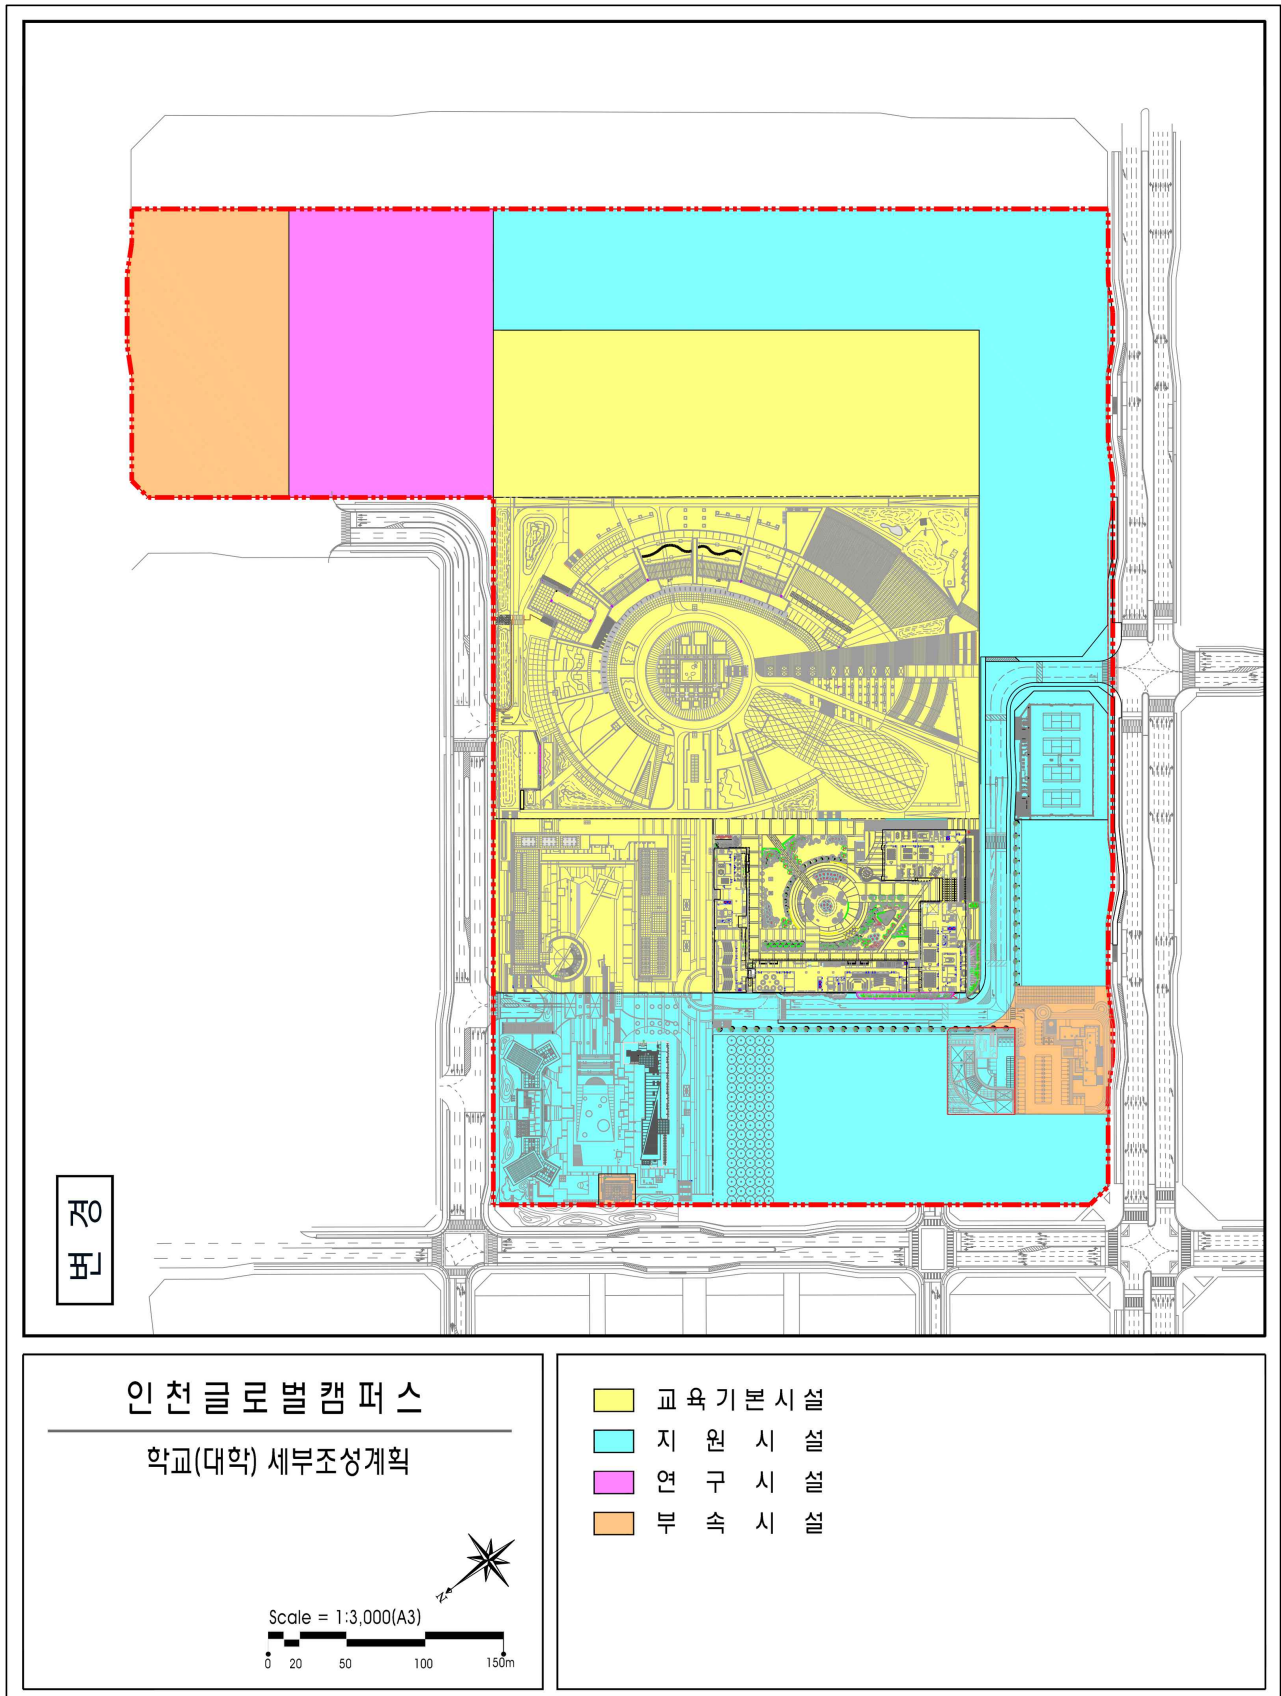 변경
인천글로벌캠퍼스
학교(대학) 세부조성계획
N
Scale = 1:3,000(A3)
0 20 50 100 150m
교육기본시설
지원시설
연구시설
부속시설